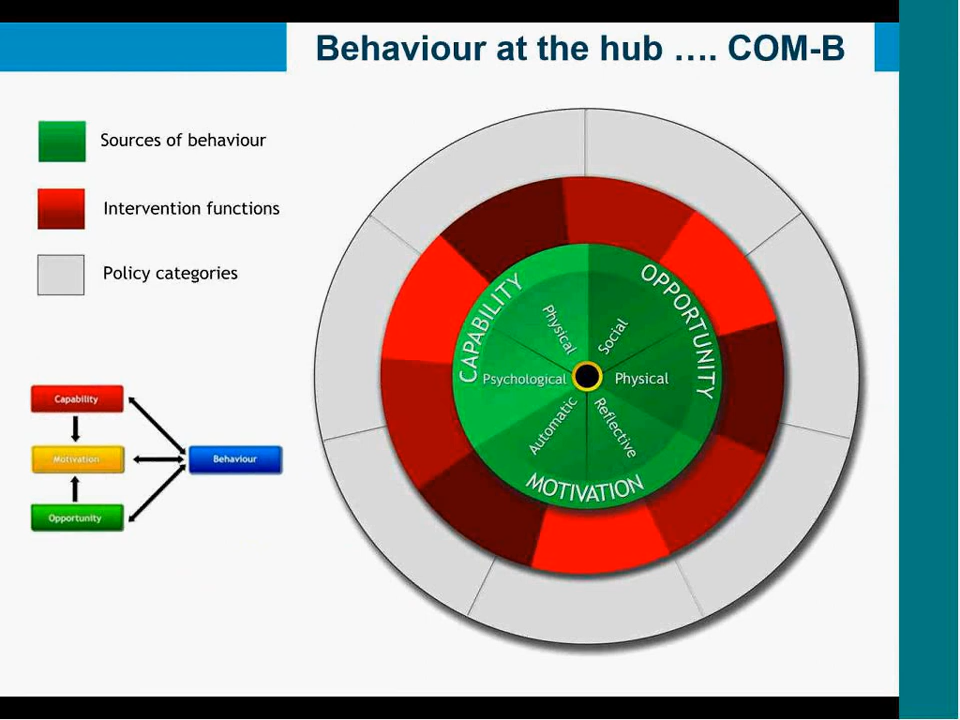 Behaviour at the hub .... COM-B
Sources of behaviour
Intervention functions
Policy categories
Capability
Motivation
Opportunity
Behaviour
CAPABILITY
OPPORTUNITY
MOTIVATION
Physical
Social
Psychological
Physical
Automatic
Reflective